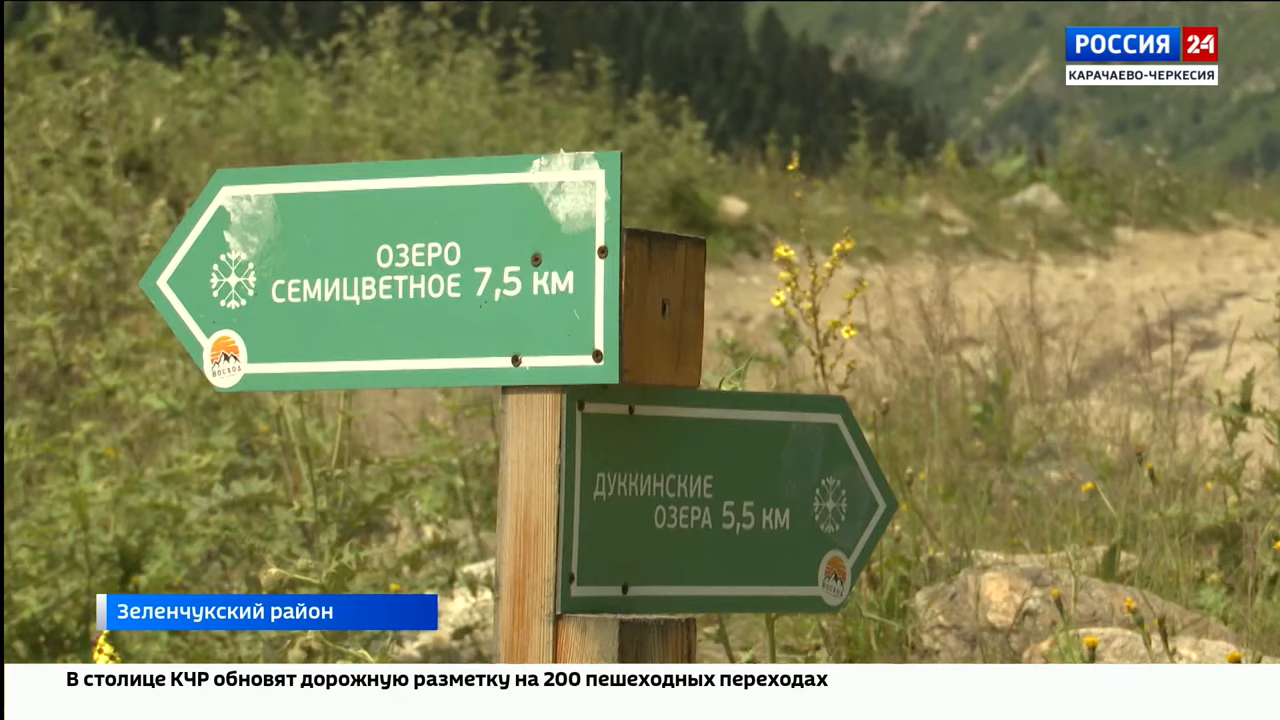 РОССИЯ 24
КАРАЧАЕВО-ЧЕРКЕСИЯ
ОЗЕРО
СЕМИЦВЕТНОЕ 7,5 КМ
ВОСХОД
ДУККИНСКИЕ
ОЗЕРА 5,5 КМ
ВОСХОД
Зеленчукский район
В столице КЧР обновят дорожную разметку на 200 пешеходных переходах